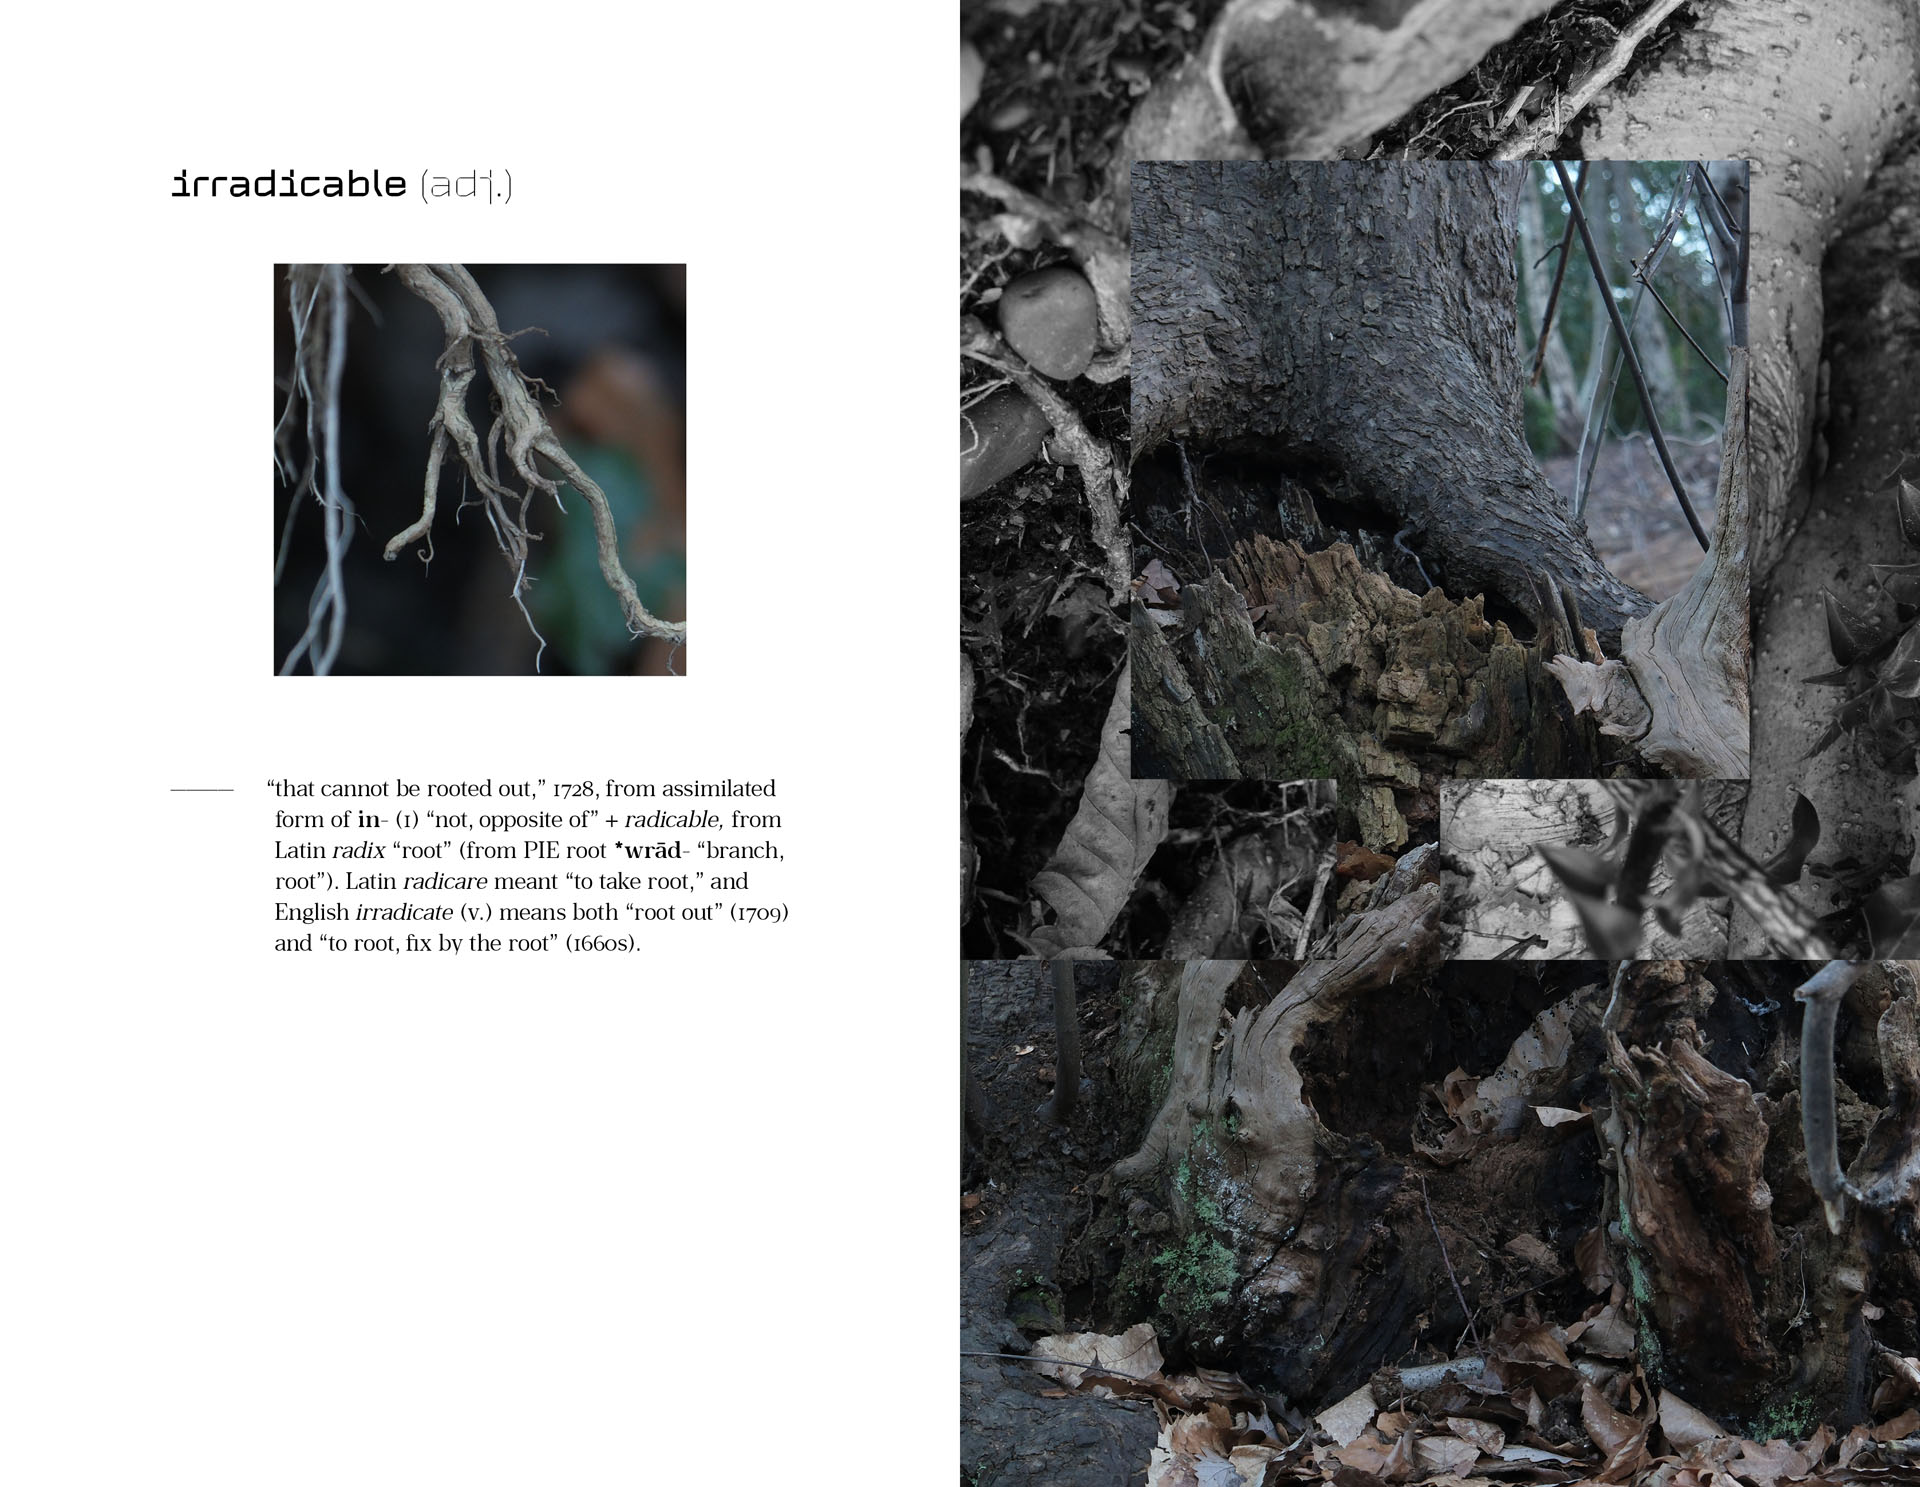 irradicable (adj.)
“that cannot be rooted out,” 1728, from assimilated
form of in- (1) “not, opposite of” + radicable, from
Latin radix “root” (from PIE root *wrād- “branch,
root”). Latin radicare meant “to take root,” and
English irradicate (v.) means both “root out” (1709)
and “to root, fix by the root” (1660s).